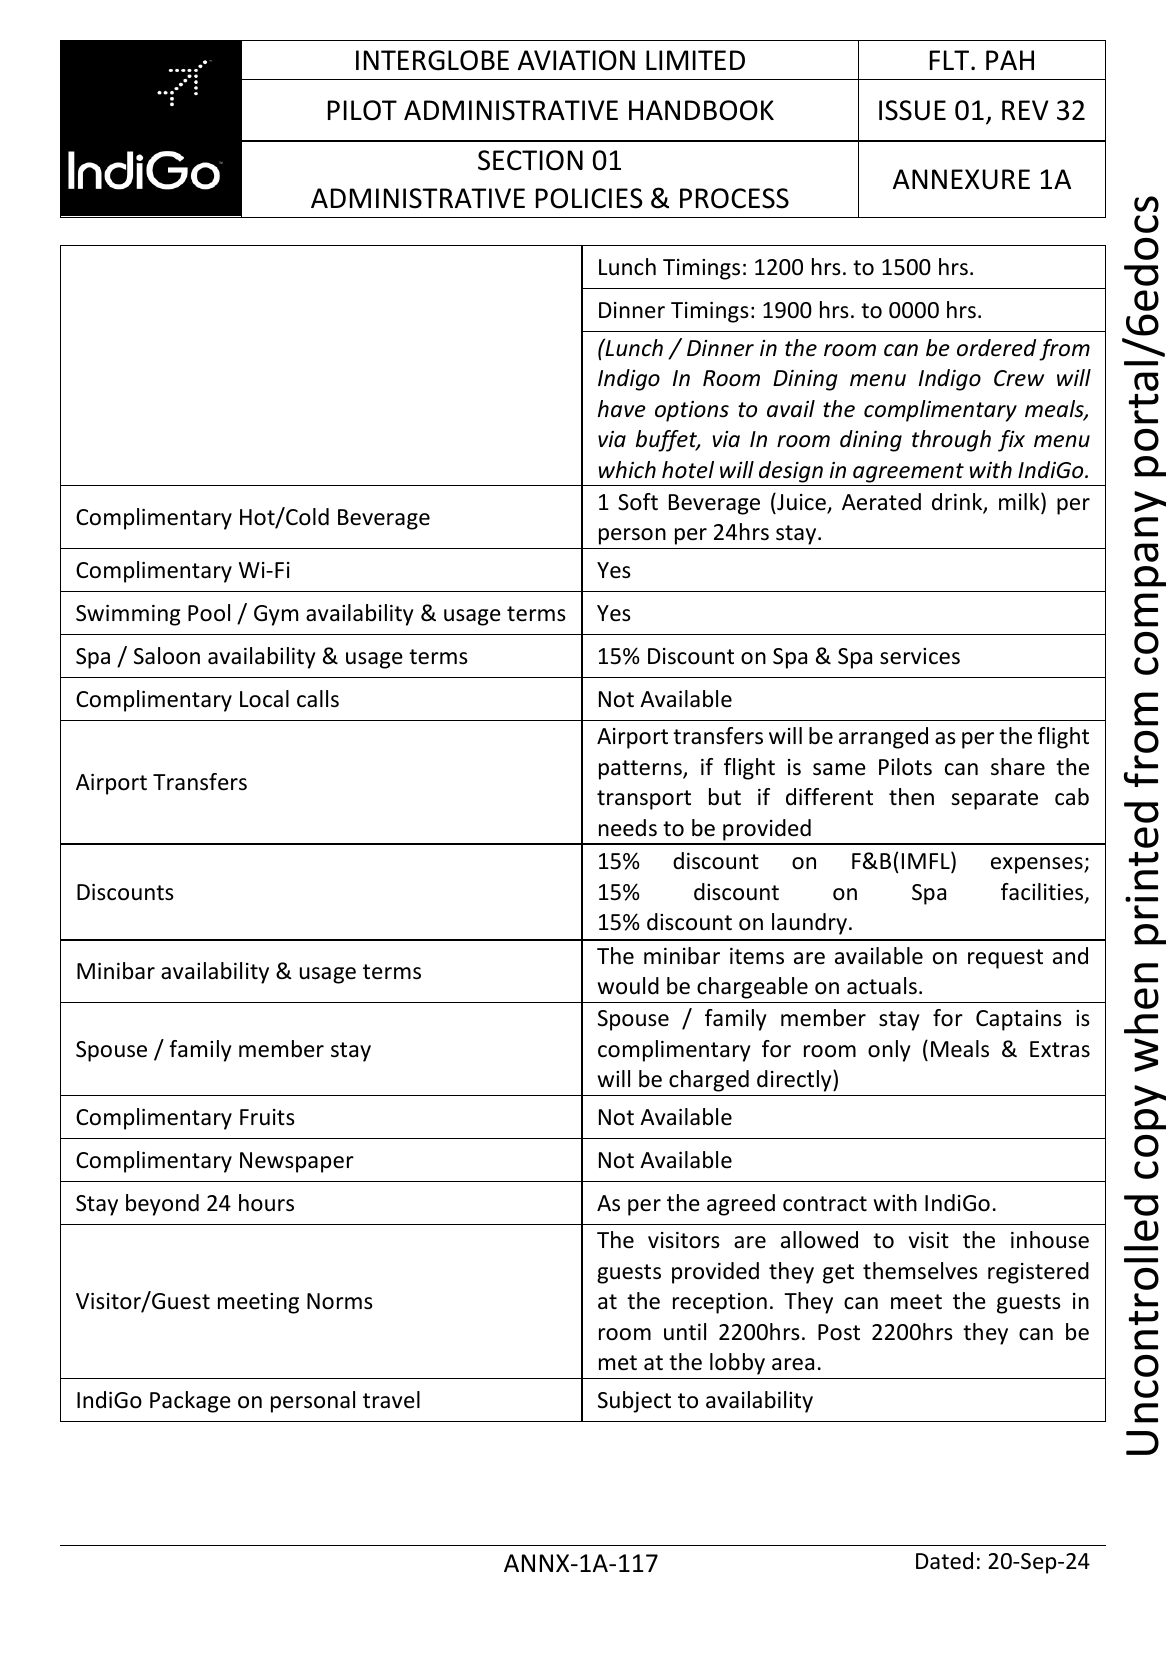 IndiGo
INTERGLOBE AVIATION LIMITED
FLT. PAH
PILOT ADMINISTRATIVE HANDBOOK
ISSUE 01, REV 32
SECTION 01
ADMINISTRATIVE POLICIES & PROCESS
ANNEXURE 1A
Lunch Timings: 1200 hrs. to 1500 hrs.
Dinner Timings: 1900 hrs. to 0000 hrs.
(Lunch / Dinner in the room can be ordered from
Indigo In Room Dining menu Indigo Crew will
have options to avail the complimentary meals,
via buffet, via In room dining through fix menu
which hotel will design in agreement with IndiGo.
Complimentary Hot/Cold Beverage
1 Soft Beverage (Juice, Aerated drink, milk) per
person per 24hrs stay.
Complimentary Wi-Fi
Yes
Swimming Pool / Gym availability & usage terms
Yes
Spa / Saloon availability & usage terms
15% Discount on Spa & Spa services
Complimentary Local calls
Not Available
Airport Transfers
Airport transfers will be arranged as per the flight
patterns, if flight is same Pilots can share the
transport but if different then separate cab
needs to be provided
Discounts
15% discount on F&B(IMFL) expenses;
15% discount on Spa facilities,
15% discount on laundry.
Minibar availability & usage terms
The minibar items are available on request and
would be chargeable on actuals.
Spouse / family member stay
Spouse / family member stay for Captains is
complimentary for room only (Meals & Extras
will be charged directly)
Complimentary Fruits
Not Available
Complimentary Newspaper
Not Available
Stay beyond 24 hours
As per the agreed contract with IndiGo.
Visitor/Guest meeting Norms
The visitors are allowed to visit the inhouse
guests provided they get themselves registered
at the reception. They can meet the guests in
room until 2200hrs. Post 2200hrs they can be
met at the lobby area.
IndiGo Package on personal travel
Subject to availability
ANNX-1A-117
Dated: 20-Sep-24
Uncontrolled copy when printed from company portal/6edocs